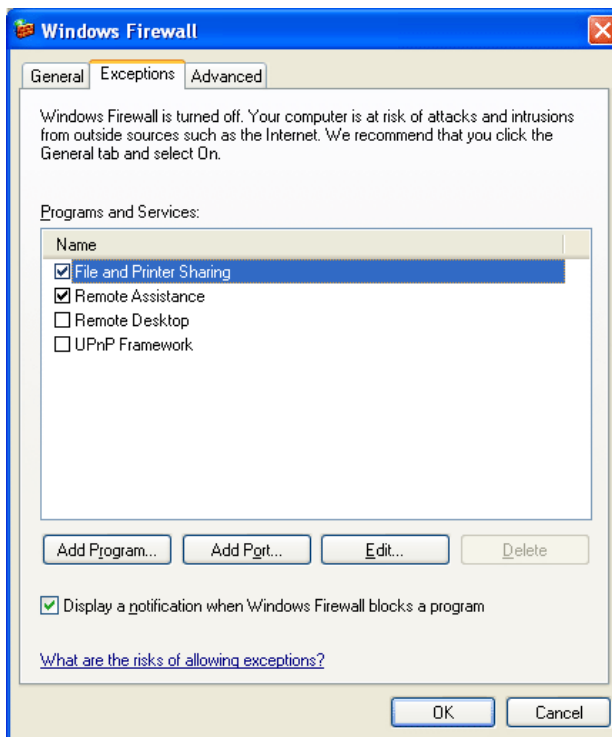 Windows Firewall
General Exceptions Advanced
Windows Firewall is turned off. Your computer is at risk of attacks and intrusions
from outside sources such as the Internet. We recommend that you click the
General tab and select On.
Programs and Services:
Name
File and Printer Sharing
Remote Assistance
Remote Desktop
UPnP Framework
Add Program... Add Port... Edit... Delete
Display a notification when Windows Firewall blocks a program
What are the risks of allowing exceptions?
OK Cancel